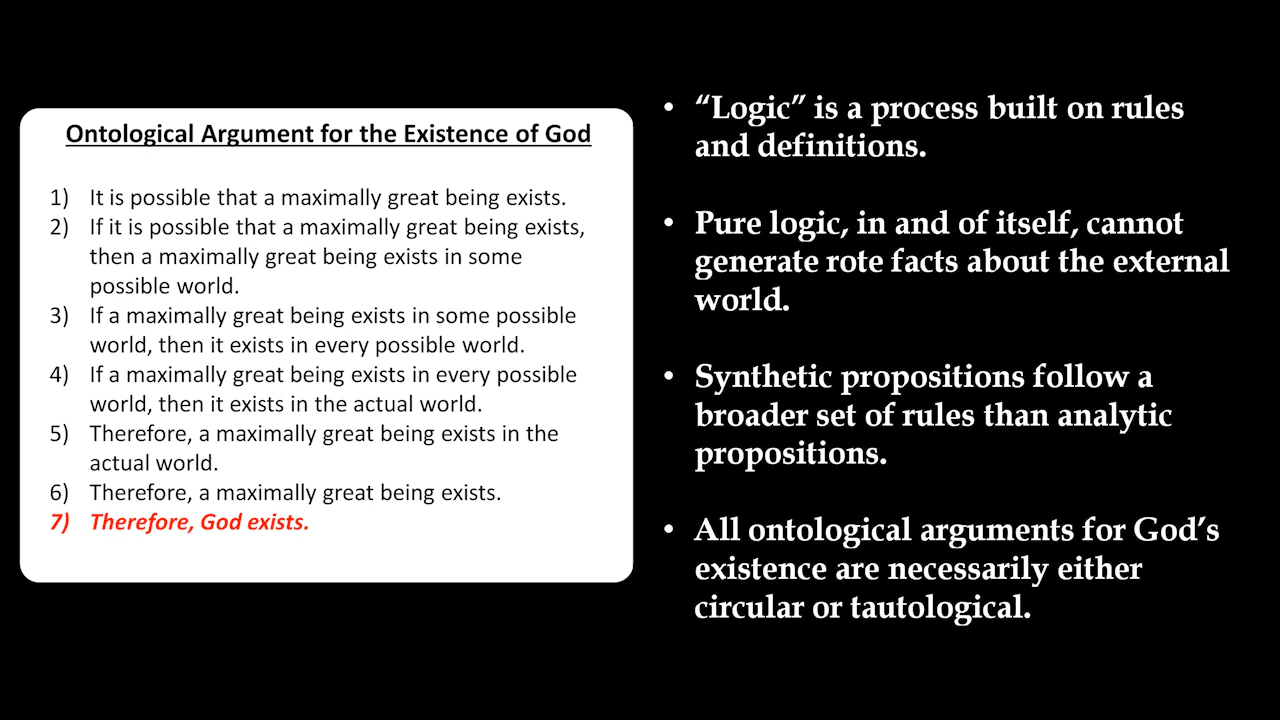 Ontological Argument for the Existence of God
1) It is possible that a maximally great being exists.
2) If it is possible that a maximally great being exists,
then a maximally great being exists in some
possible world.
3) If a maximally great being exists in some possible
world, then it exists in every possible world.
4) If a maximally great being exists in every possible
world, then it exists in the actual world.
5) Therefore, a maximally great being exists in the
actual world.
6) Therefore, a maximally great being exists.
7) Therefore, God exists.
• “Logic” is a process built on rules
and definitions.
• Pure logic, in and of itself, cannot
generate rote facts about the external
world.
• Synthetic propositions follow a
broader set of rules than analytic
propositions.
• All ontological arguments for God’s
existence are necessarily either
circular or tautological.